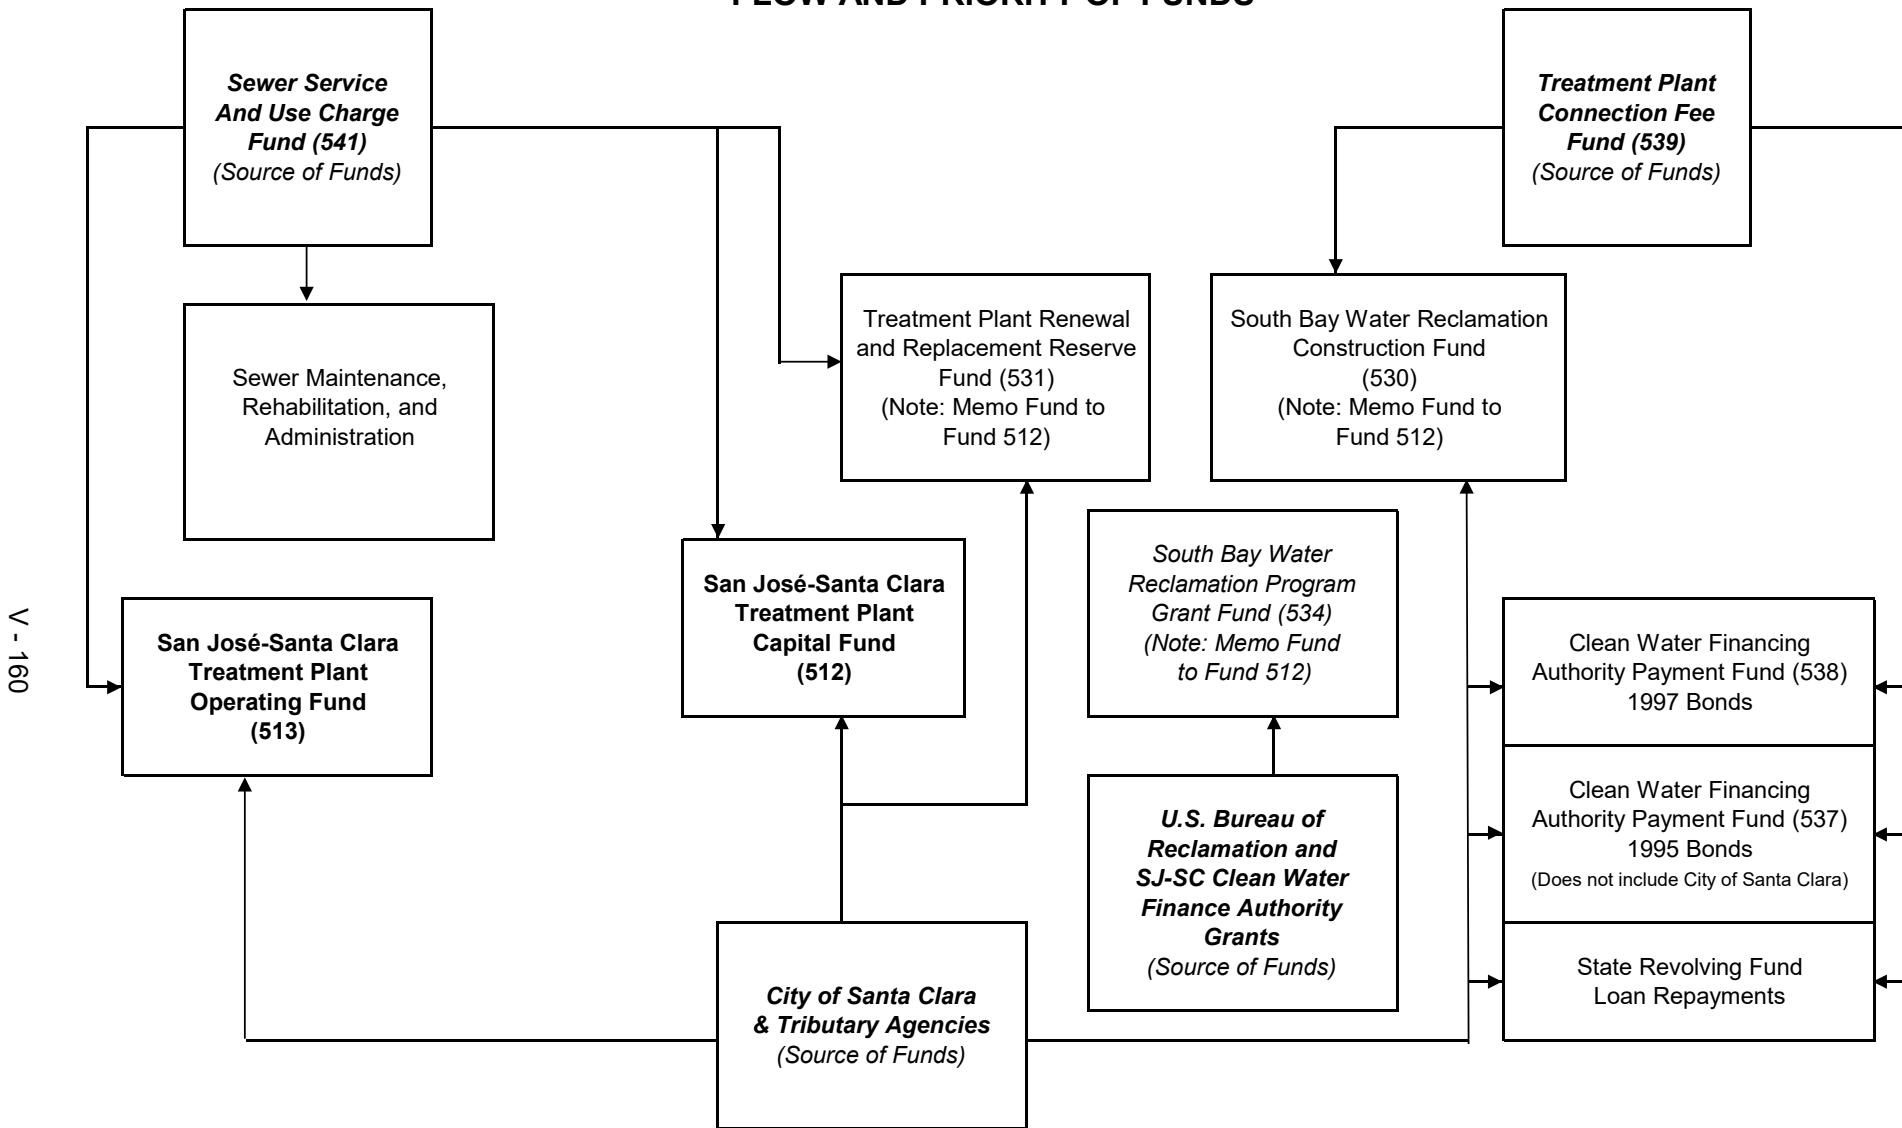 FLOW AND PRIORITY OF FUNDS
Sewer Service
And Use Charge
Fund (541)
(Source of Funds)
Treatment Plant
Connection Fee
Fund (539)
(Source of Funds)
Sewer Maintenance,
Rehabilitation, and
Administration
Treatment Plant Renewal
and Replacement Reserve
Fund (531)
(Note: Memo Fund to
Fund 512)
South Bay Water Reclamation
Construction Fund
(530)
(Note: Memo Fund to
Fund 512)
San José-Santa Clara
Treatment Plant
Operating Fund
(513)
San José-Santa Clara
Treatment Plant
Capital Fund
(512)
South Bay Water
Reclamation Program
Grant Fund (534)
(Note: Memo Fund
to Fund 512)
Clean Water Financing
Authority Payment Fund (538)
1997 Bonds
Clean Water Financing
Authority Payment Fund (537)
1995 Bonds
(Does not include City of Santa Clara)
State Revolving Fund
Loan Repayments
U.S. Bureau of
Reclamation and
SJ-SC Clean Water
Finance Authority
Grants
(Source of Funds)
City of Santa Clara
& Tributary Agencies
(Source of Funds)
V - 160